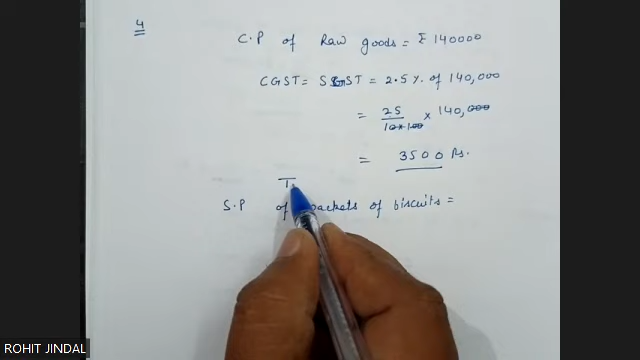 4
C.P of Raw goods = ₹ 140000
CGST = SGST = 2.5 % of 140,000
= 25 / 10×100 × 140,000
= 3500 Rs.
S.P of packets of biscuits =
ROHIT JINDAL